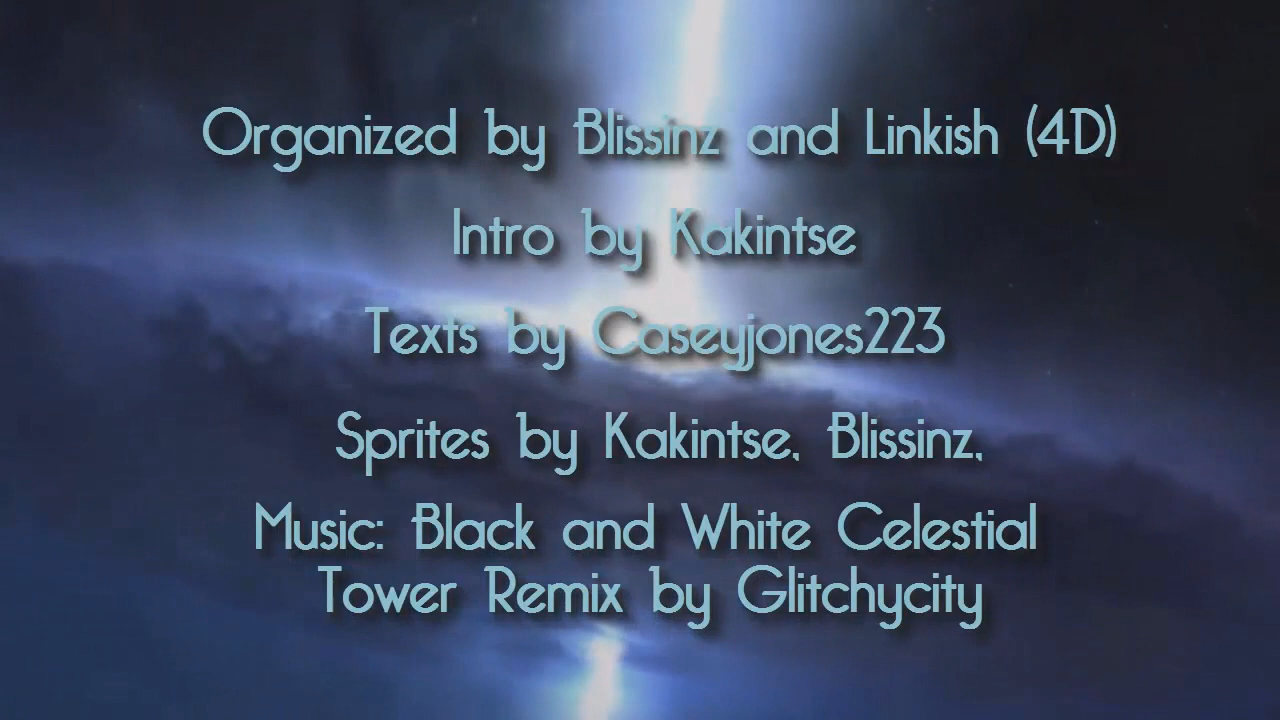 Organized by Blissinz and Linkish (4D)
Intro by Kakintse
Texts by Caseyjones223
Sprites by Kakintse, Blissinz,
Music: Black and White Celestial
Tower Remix by Glitchycity